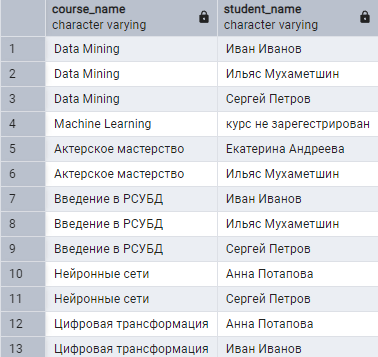 course_name student_name
character varying character varying
1 Data Mining Иван Иванов
2 Data Mining Ильяс Мухаметшин
3 Data Mining Сергей Петров
4 Machine Learning курс не зарегестрирован
5 Актерское мастерство Екатерина Андреева
6 Актерское мастерство Ильяс Мухаметшин
7 Введение в РСУБД Иван Иванов
8 Введение в РСУБД Ильяс Мухаметшин
9 Введение в РСУБД Сергей Петров
10 Нейронные сети Анна Потапова
11 Нейронные сети Сергей Петров
12 Цифровая трансформация Анна Потапова
13 Цифровая трансформация Иван Иванов